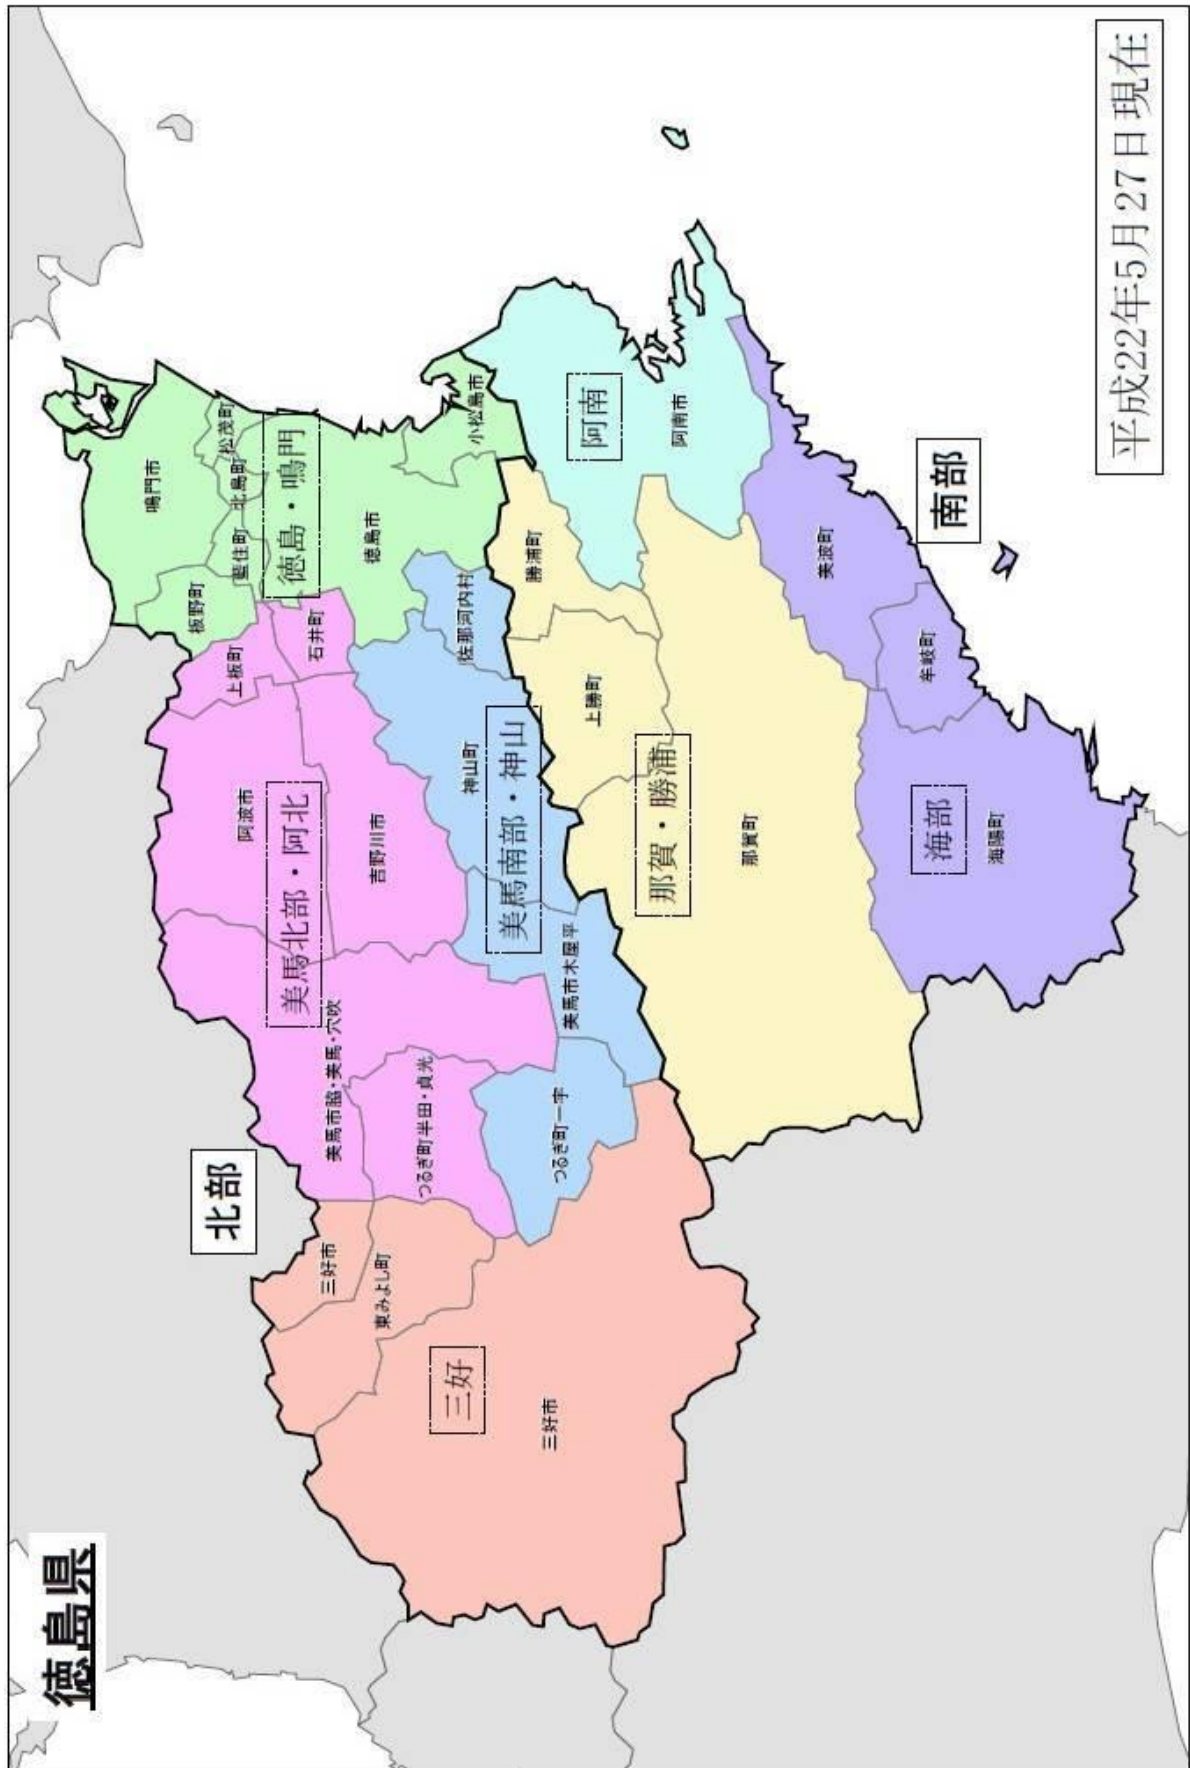 徳島県
北部
三好
三好市
東みよし町
三好市
美馬北部・阿北
美馬市脇・美馬・穴吹
つるぎ町半田・貞光
阿波市
吉野川市
上板町
石井町
徳島・鳴門
鳴門市
松茂町
北島町
藍住町
板野町
徳島市
小松島市
美馬南部・神山
つるぎ町一宇
美馬市木屋平
神山町
佐那河内村
南部
那賀・勝浦
勝浦町
上勝町
那賀町
阿南
阿南市
海部
美波町
牟岐町
海陽町
平成22年5月27日現在